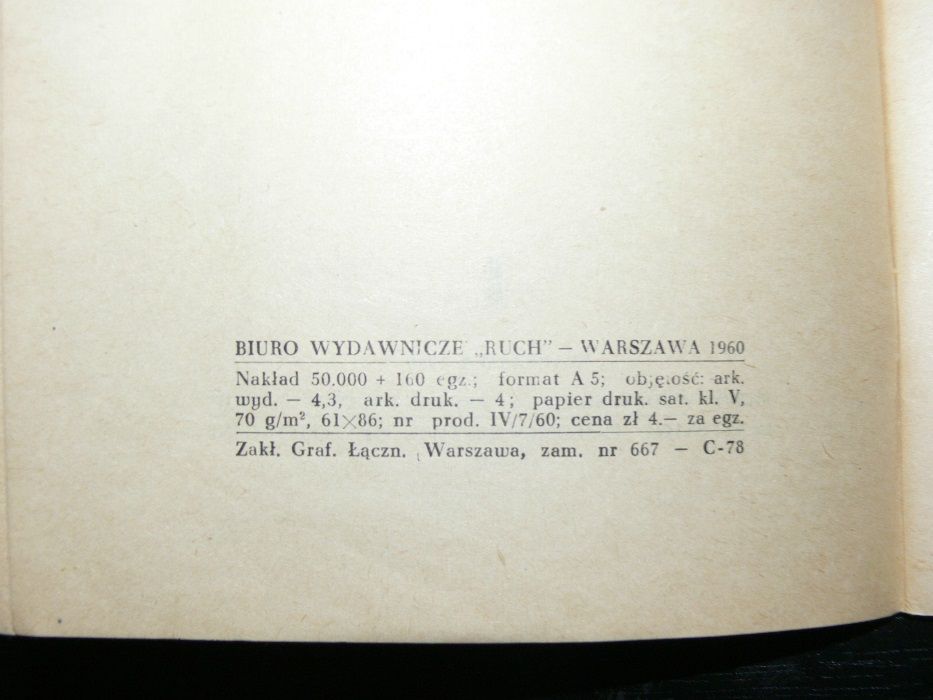 BIURO WYDAWNICZE „RUCH” — WARSZAWA 1960
Nakład 50.000 + 160 egz.; format A 5; objętość: ark.
wyd. — 4,3, ark. druk. — 4; papier druk. sat. kl. V,
70 g/m², 61×86; nr prod. IV/7/60; cena zł 4.— za egz.
Zakł. Graf. Łączn. Warszawa, zam. nr 667 — C-78